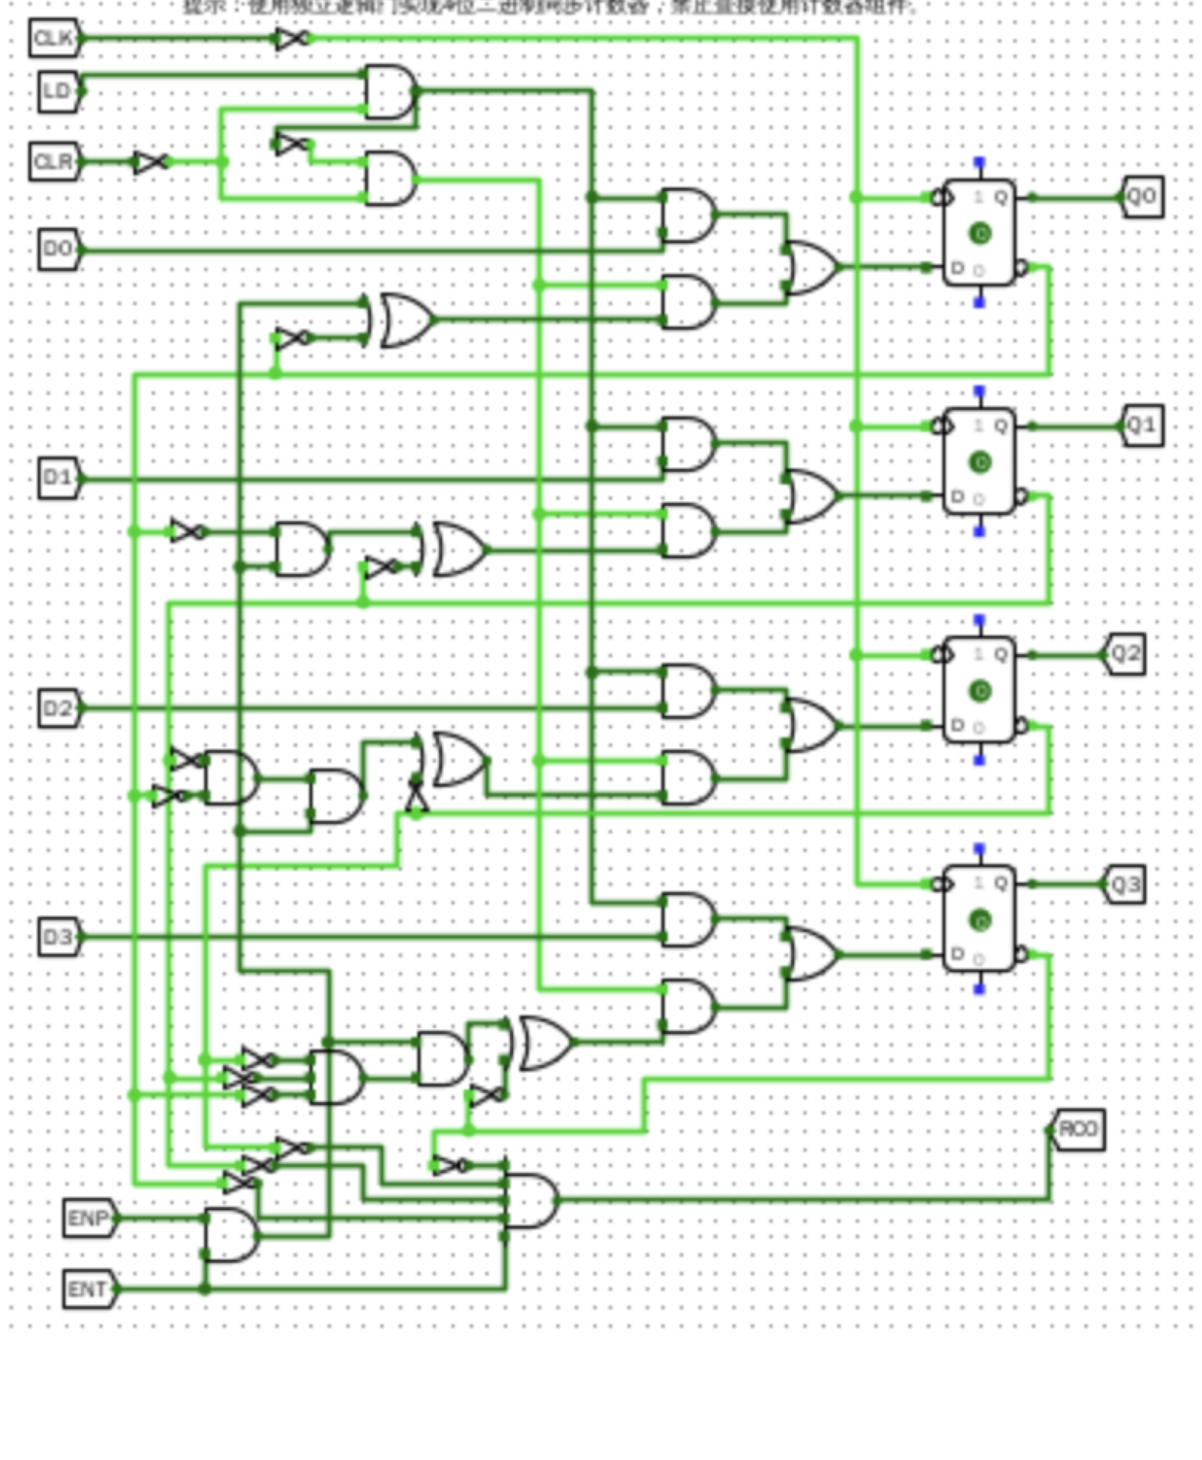 提示：使用独立逻辑门实现4位二进制同步计数器，禁止直接使用计数器组件。
CLK
LD
CLR
1 Q
Q0
D0
D 0
1 Q
Q1
D1
D 0
1 Q
Q2
D2
D 0
1 Q
Q3
D3
D 0
RCO
ENP
ENT